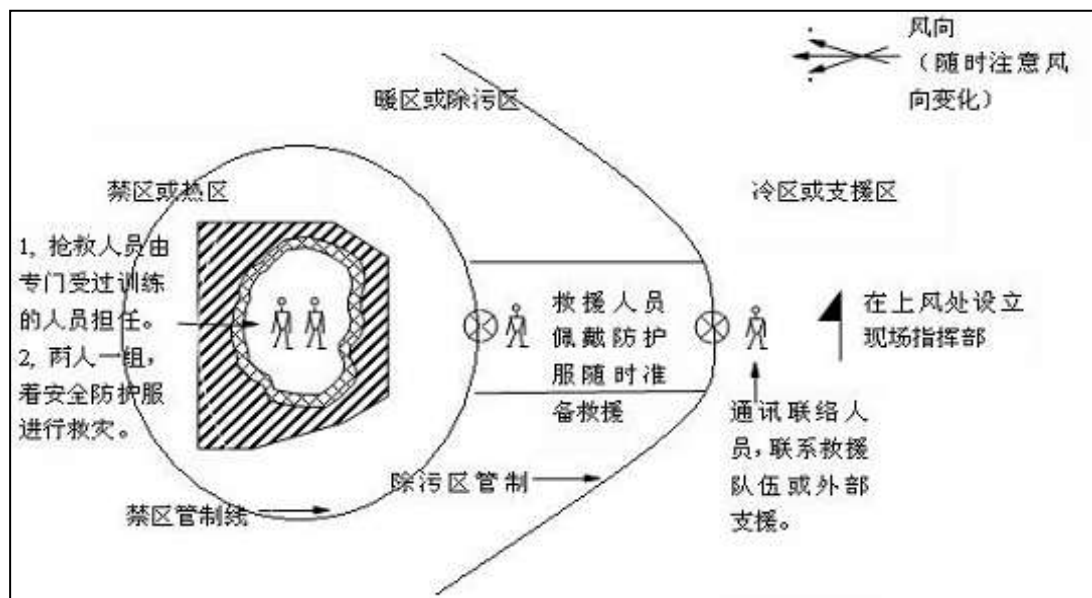 风向
（随时注意风
向变化）
暖区或除污区
禁区或热区
冷区或支援区
1, 抢救人员由
专门受过训练
的人员担任。
2, 两人一组，
着安全防护服
进行救灾。
救援人员
佩戴防护
服随时准
备救援
在上风处设立
现场指挥部
通讯联络人
员，联系救援
队伍或外部
支援。
除污区管制
禁区管制线